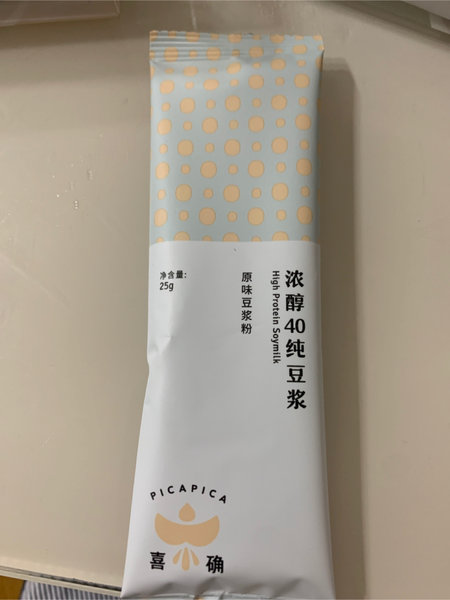 浓醇40纯豆浆
High Protein Soymilk
原味豆浆粉
净含量:
25g
PICAPICA
喜确